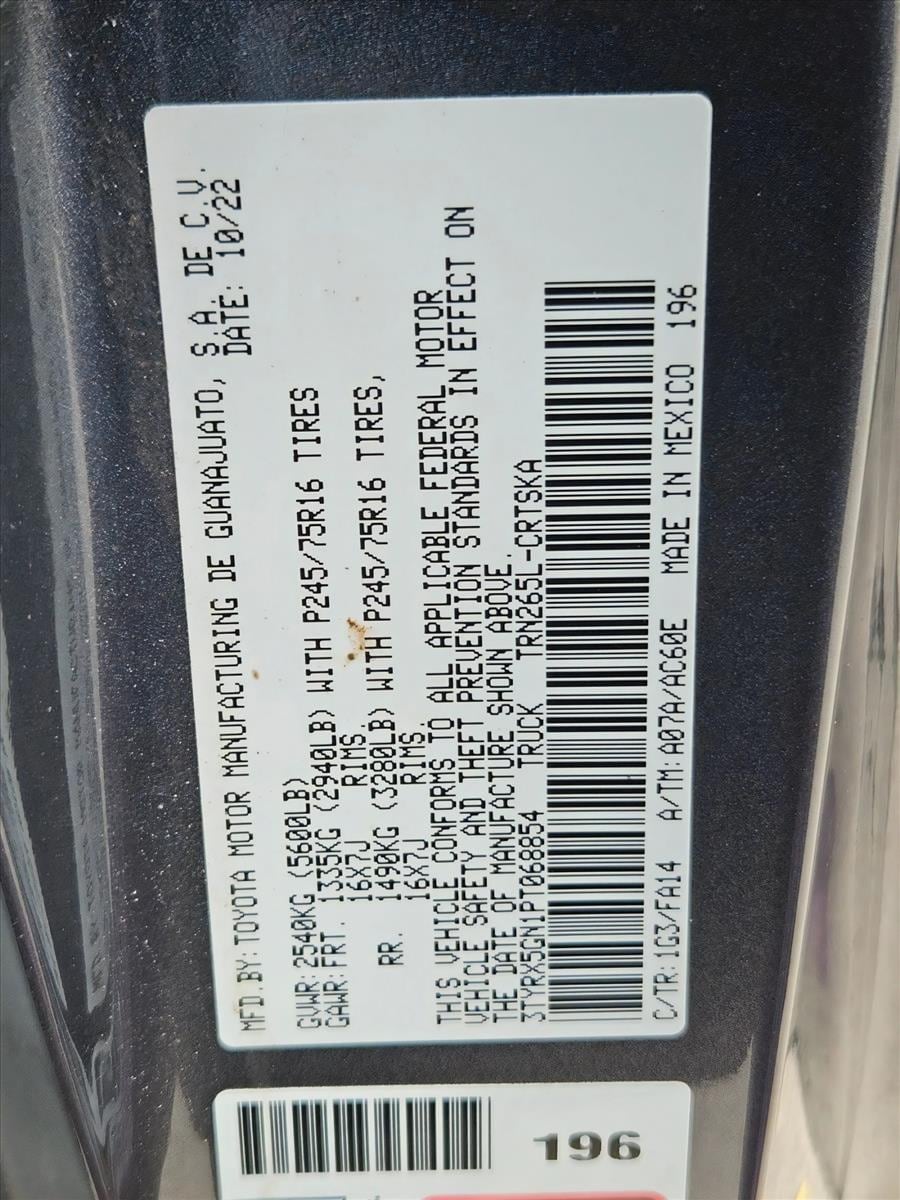 MFD.BY:TOYOTA MOTOR MANUFACTURING DE GUANAJUATO, S.A. DE C.V.
DATE: 10/22
GVWR:2540KG (5600LB)
GAWR:FRT. 1335KG (2940LB) WITH P245/75R16 TIRES
16X7J RIMS.
RR. 1490KG (3280LB) WITH P245/75R16 TIRES,
16X7J RIMS.
THIS VEHICLE CONFORMS TO ALL APPLICABLE FEDERAL MOTOR
VEHICLE SAFETY AND THEFT PREVENTION STANDARDS IN EFFECT ON
THE DATE OF MANUFACTURE SHOWN ABOVE.
3TYRX5GN1PT068854 TRUCK TRN265L-CRTSKA
C/TR:1G3/FA14 A/TM:A07A/AC60E MADE IN MEXICO 196
196